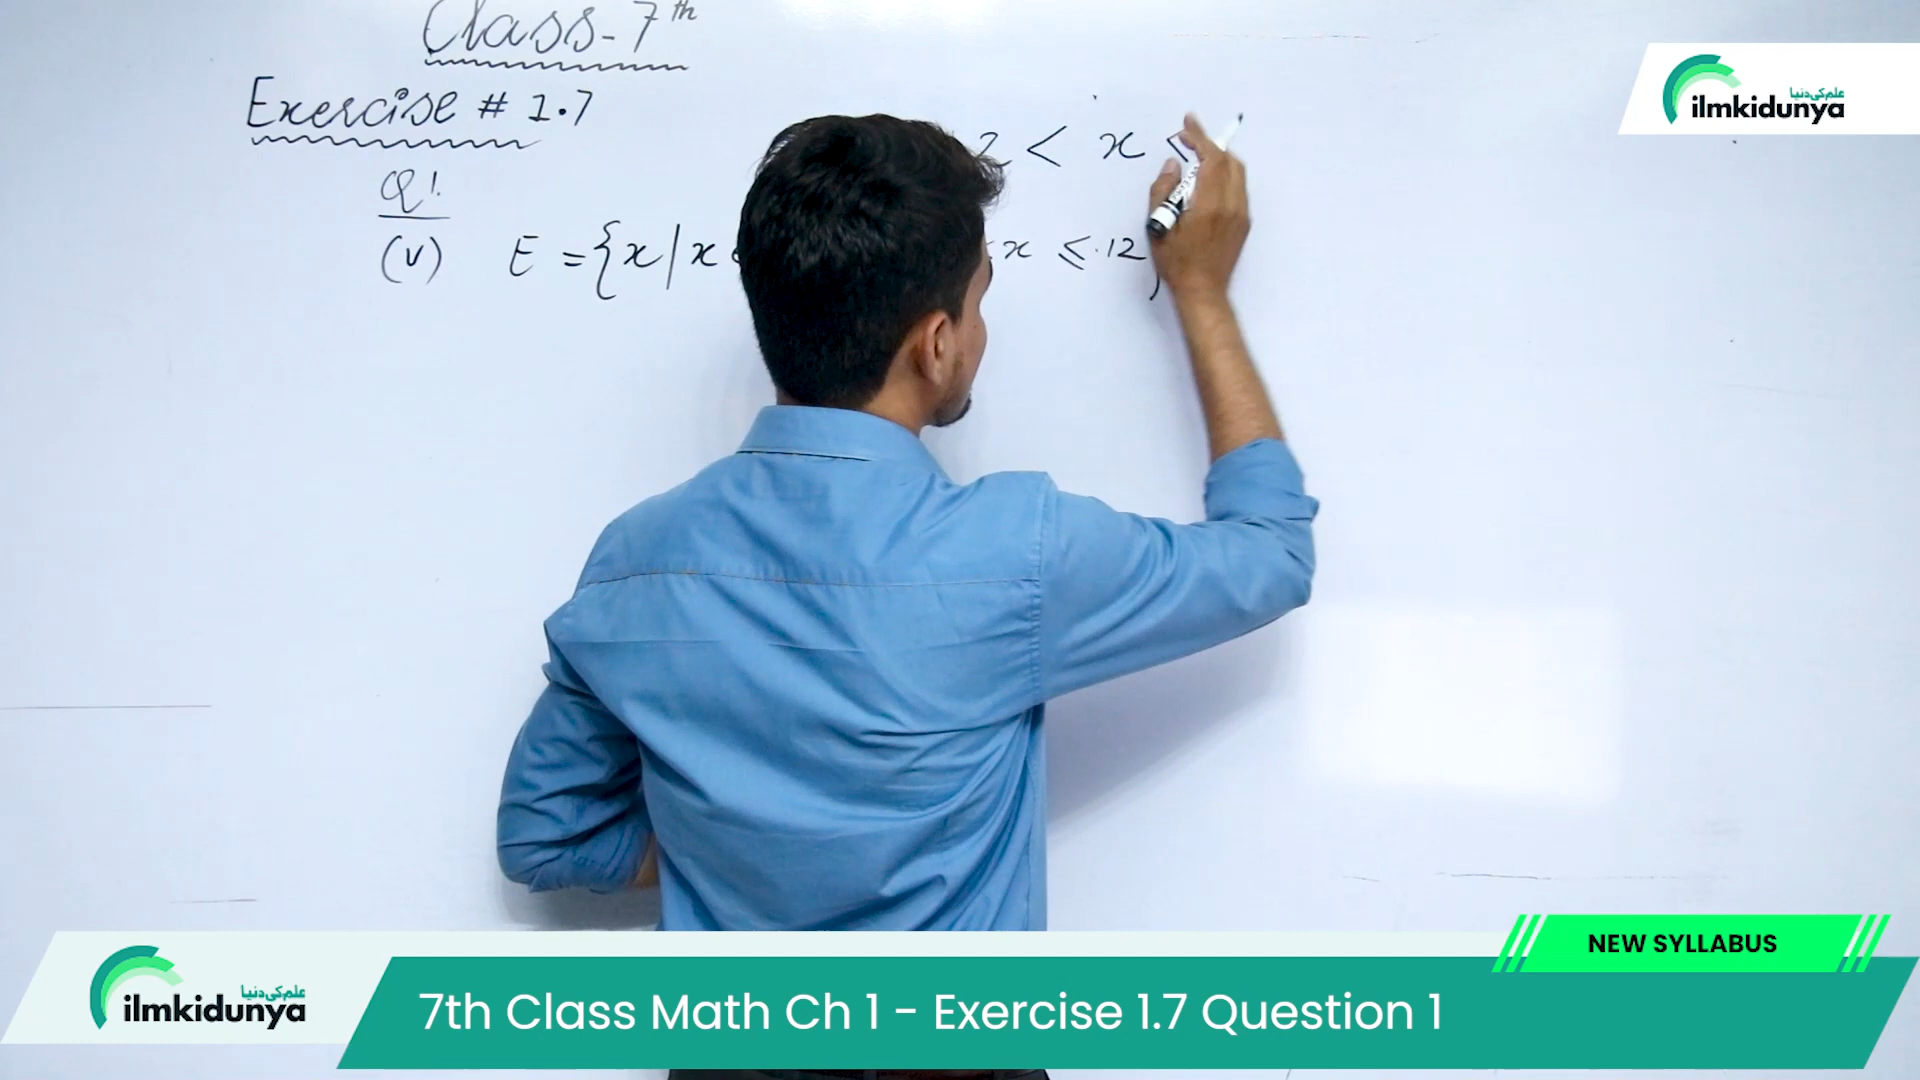 Class-7th
Exercise # 1.7
2 < x <
Q1.
(v) E = {x | x x ≤ 12
علم کی دنیا
ilmkidunya
NEW SYLLABUS
علم کی دنیا
ilmkidunya
7th Class Math Ch 1 - Exercise 1.7 Question 1